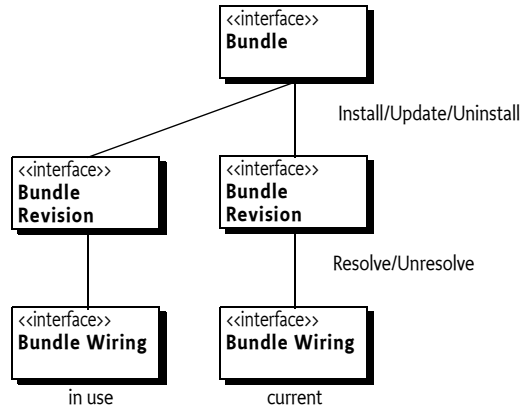 <<interface>>
Bundle
Install/Update/Uninstall
<<interface>>
Bundle
Revision
<<interface>>
Bundle
Revision
Resolve/Unresolve
<<interface>>
Bundle Wiring
<<interface>>
Bundle Wiring
in use
current